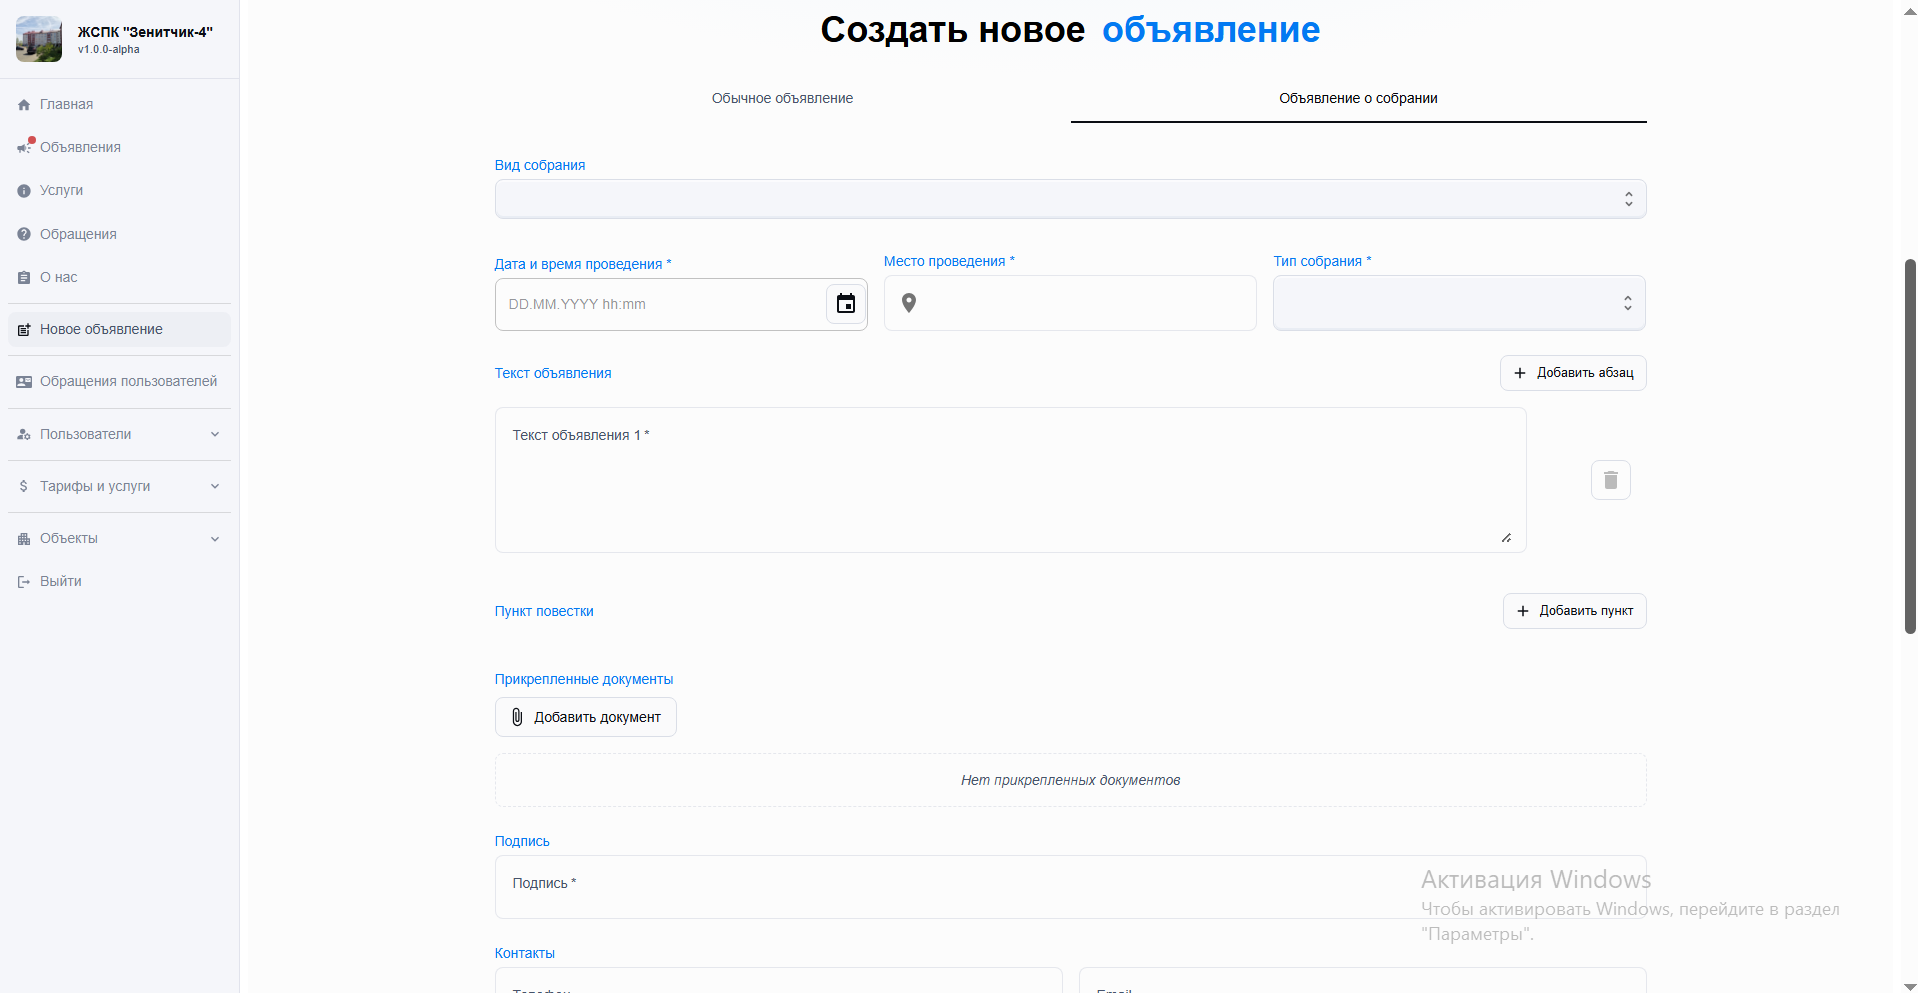 ЖСПК "Зенитчик-4"
v1.0.0-alpha
Главная
Объявления
Услуги
Обращения
О нас
Новое объявление
Обращения пользователей
Пользователи
Тарифы и услуги
Объекты
Выйти
Создать новое объявление
Обычное объявление
Объявление о собрании
Вид собрания
Дата и время проведения *
Место проведения *
Тип собрания *
DD.MM.YYYY hh:mm
Текст объявления
Добавить абзац
Текст объявления 1 *
Пункт повестки
Добавить пункт
Прикрепленные документы
Добавить документ
Нет прикрепленных документов
Подпись
Подпись *
Активация Windows
Чтобы активировать Windows, перейдите в раздел
"Параметры".
Контакты
Телефон
Email